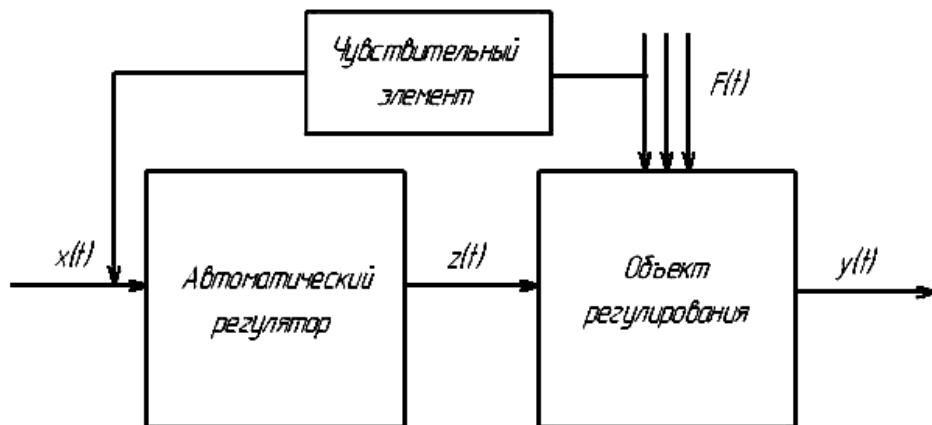 Чувствительный
элемент
F(t)
x(t)
Автоматический
регулятор
z(t)
Объект
регулирования
y(t)